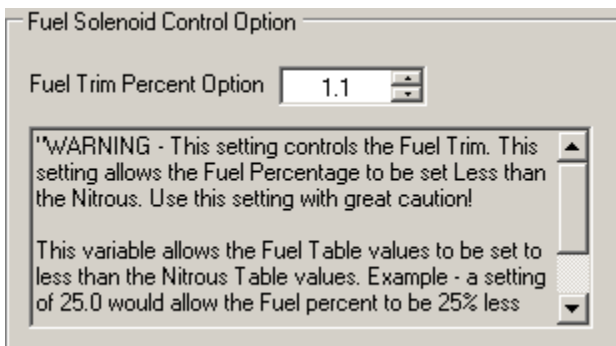 Fuel Solenoid Control Option
Fuel Trim Percent Option 1.1
"WARNING - This setting controls the Fuel Trim. This
setting allows the Fuel Percentage to be set Less than
the Nitrous. Use this setting with great caution!
This variable allows the Fuel Table values to be set to
less than the Nitrous Table values. Example - a setting
of 25.0 would allow the Fuel percent to be 25% less